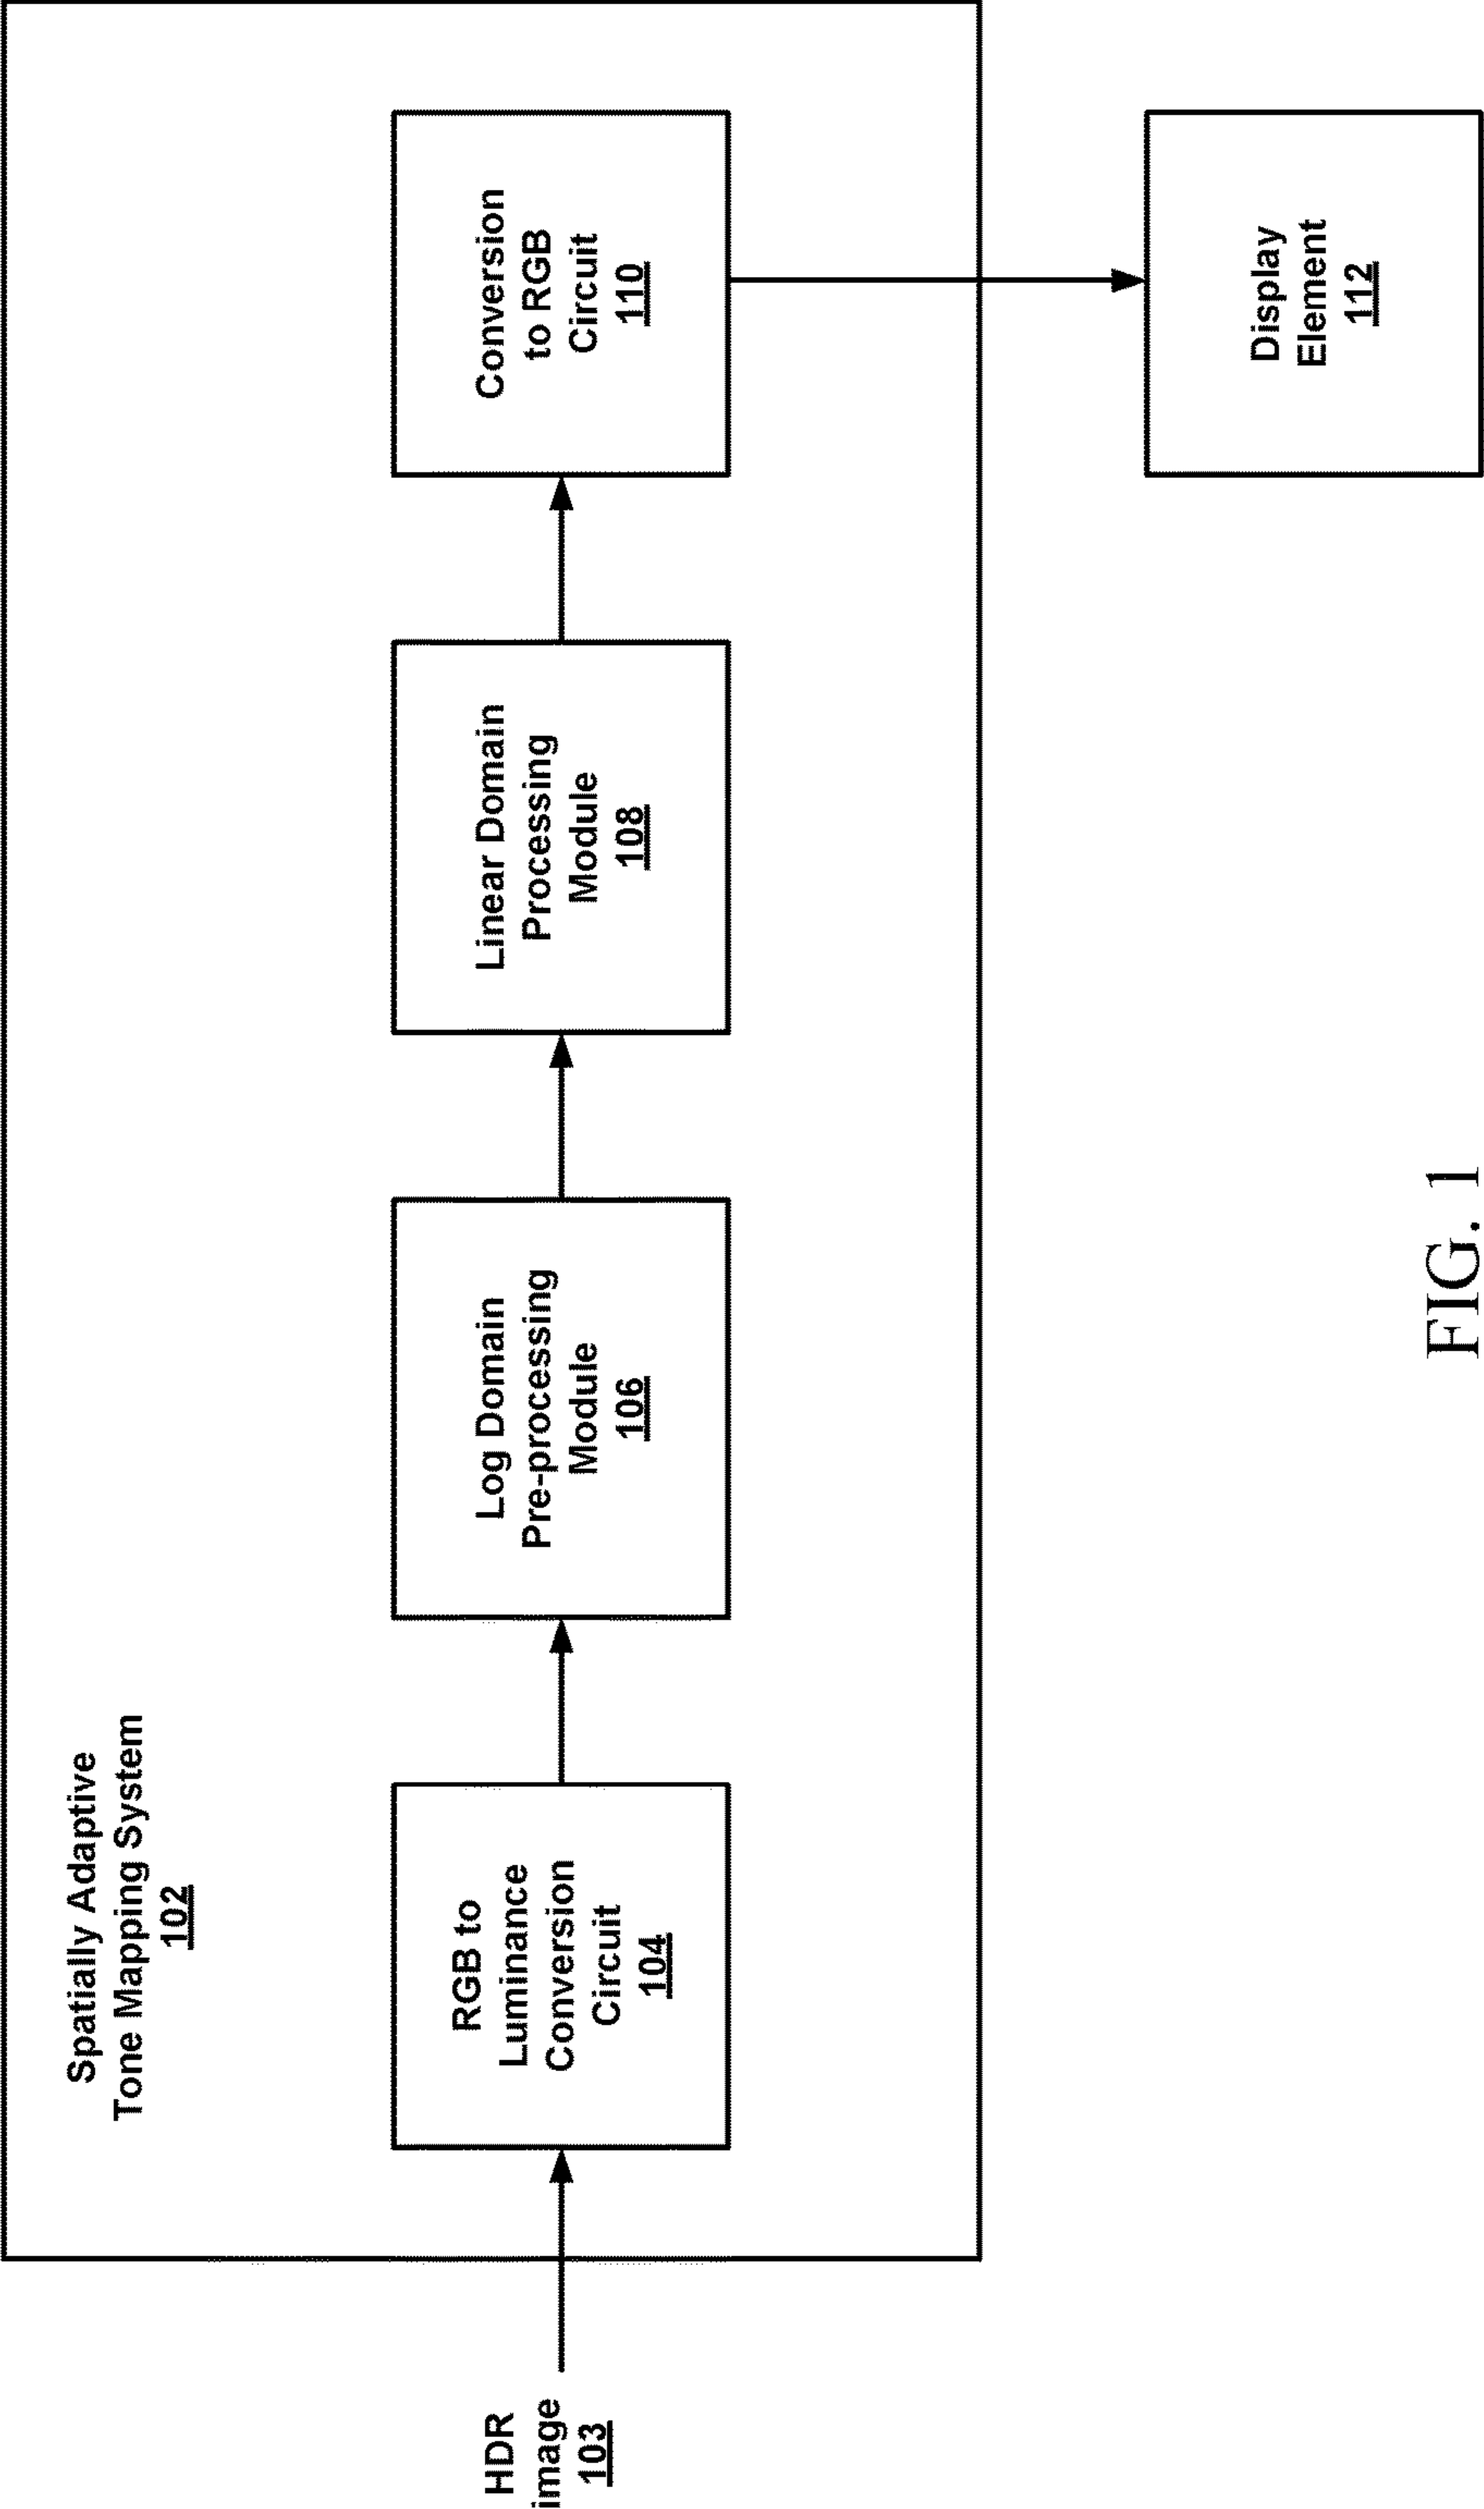 Spatially Adaptive
Tone Mapping System
102
HDR
image
103
RGB to
Luminance
Conversion
Circuit
104
Log Domain
Pre-processing
Module
106
Linear Domain
Processing
Module
108
Conversion
to RGB
Circuit
110
Display
Element
112
FIG. 1